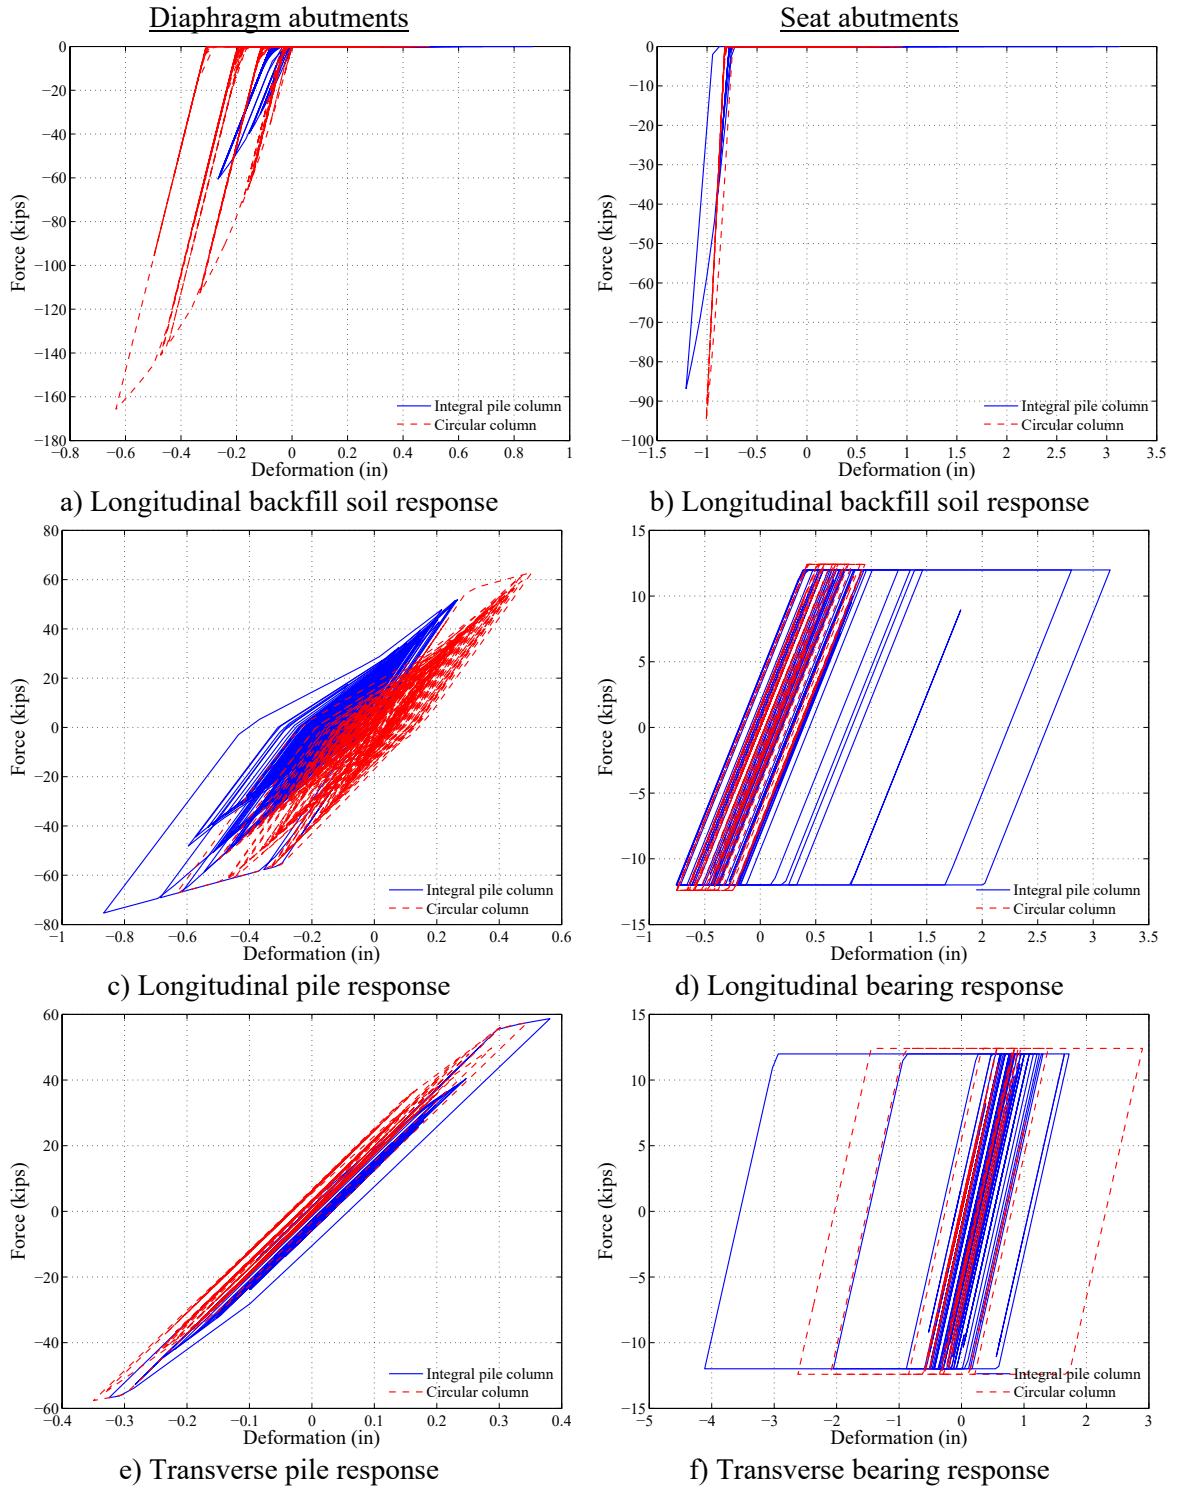 Diaphragm abutments
Seat abutments
0
−20
−40
−60
−80
−100
−120
−140
−160
−180
Force (kips)
−0.8 −0.6 −0.4 −0.2 0 0.2 0.4 0.6 0.8 1
Deformation (in)
Integral pile column
Circular column
a) Longitudinal backfill soil response
0
−10
−20
−30
−40
−50
−60
−70
−80
−90
−100
Force (kips)
−1.5 −1 −0.5 0 0.5 1 1.5 2 2.5 3 3.5
Deformation (in)
Integral pile column
Circular column
b) Longitudinal backfill soil response
80
60
40
20
0
−20
−40
−60
−80
Force (kips)
−1 −0.8 −0.6 −0.4 −0.2 0 0.2 0.4 0.6
Deformation (in)
Integral pile column
Circular column
c) Longitudinal pile response
15
10
5
0
−5
−10
−15
Force (kips)
−1 −0.5 0 0.5 1 1.5 2 2.5 3 3.5
Deformation (in)
Integral pile column
Circular column
d) Longitudinal bearing response
60
40
20
0
−20
−40
−60
Force (kips)
−0.4 −0.3 −0.2 −0.1 0 0.1 0.2 0.3 0.4
Deformation (in)
Integral pile column
Circular column
e) Transverse pile response
15
10
5
0
−5
−10
−15
Force (kips)
−5 −4 −3 −2 −1 0 1 2 3
Deformation (in)
Integral pile column
Circular column
f) Transverse bearing response